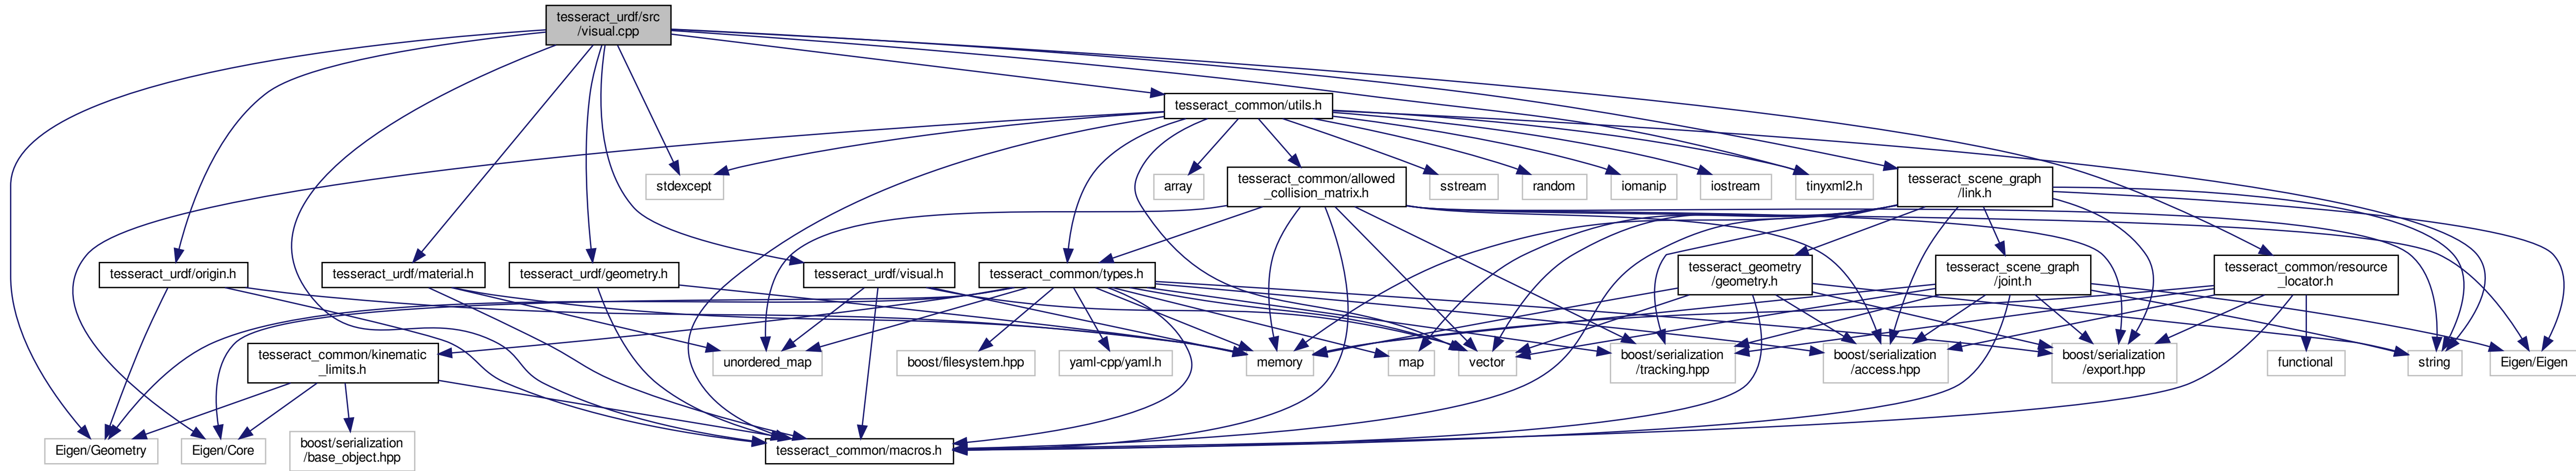 tesseract_urdf/src
/visual.cpp
tesseract_common/utils.h
stdexcept
array
tesseract_common/allowed
_collision_matrix.h
sstream
random
iomanip
iostream
tinyxml2.h
tesseract_scene_graph
/link.h
tesseract_urdf/origin.h
tesseract_urdf/material.h
tesseract_urdf/geometry.h
tesseract_urdf/visual.h
tesseract_common/types.h
tesseract_geometry
/geometry.h
tesseract_scene_graph
/joint.h
tesseract_common/resource
_locator.h
tesseract_common/kinematic
_limits.h
unordered_map
boost/filesystem.hpp
yaml-cpp/yaml.h
memory
map
vector
boost/serialization
/tracking.hpp
boost/serialization
/access.hpp
boost/serialization
/export.hpp
functional
string
Eigen/Eigen
Eigen/Geometry
Eigen/Core
boost/serialization
/base_object.hpp
tesseract_common/macros.h